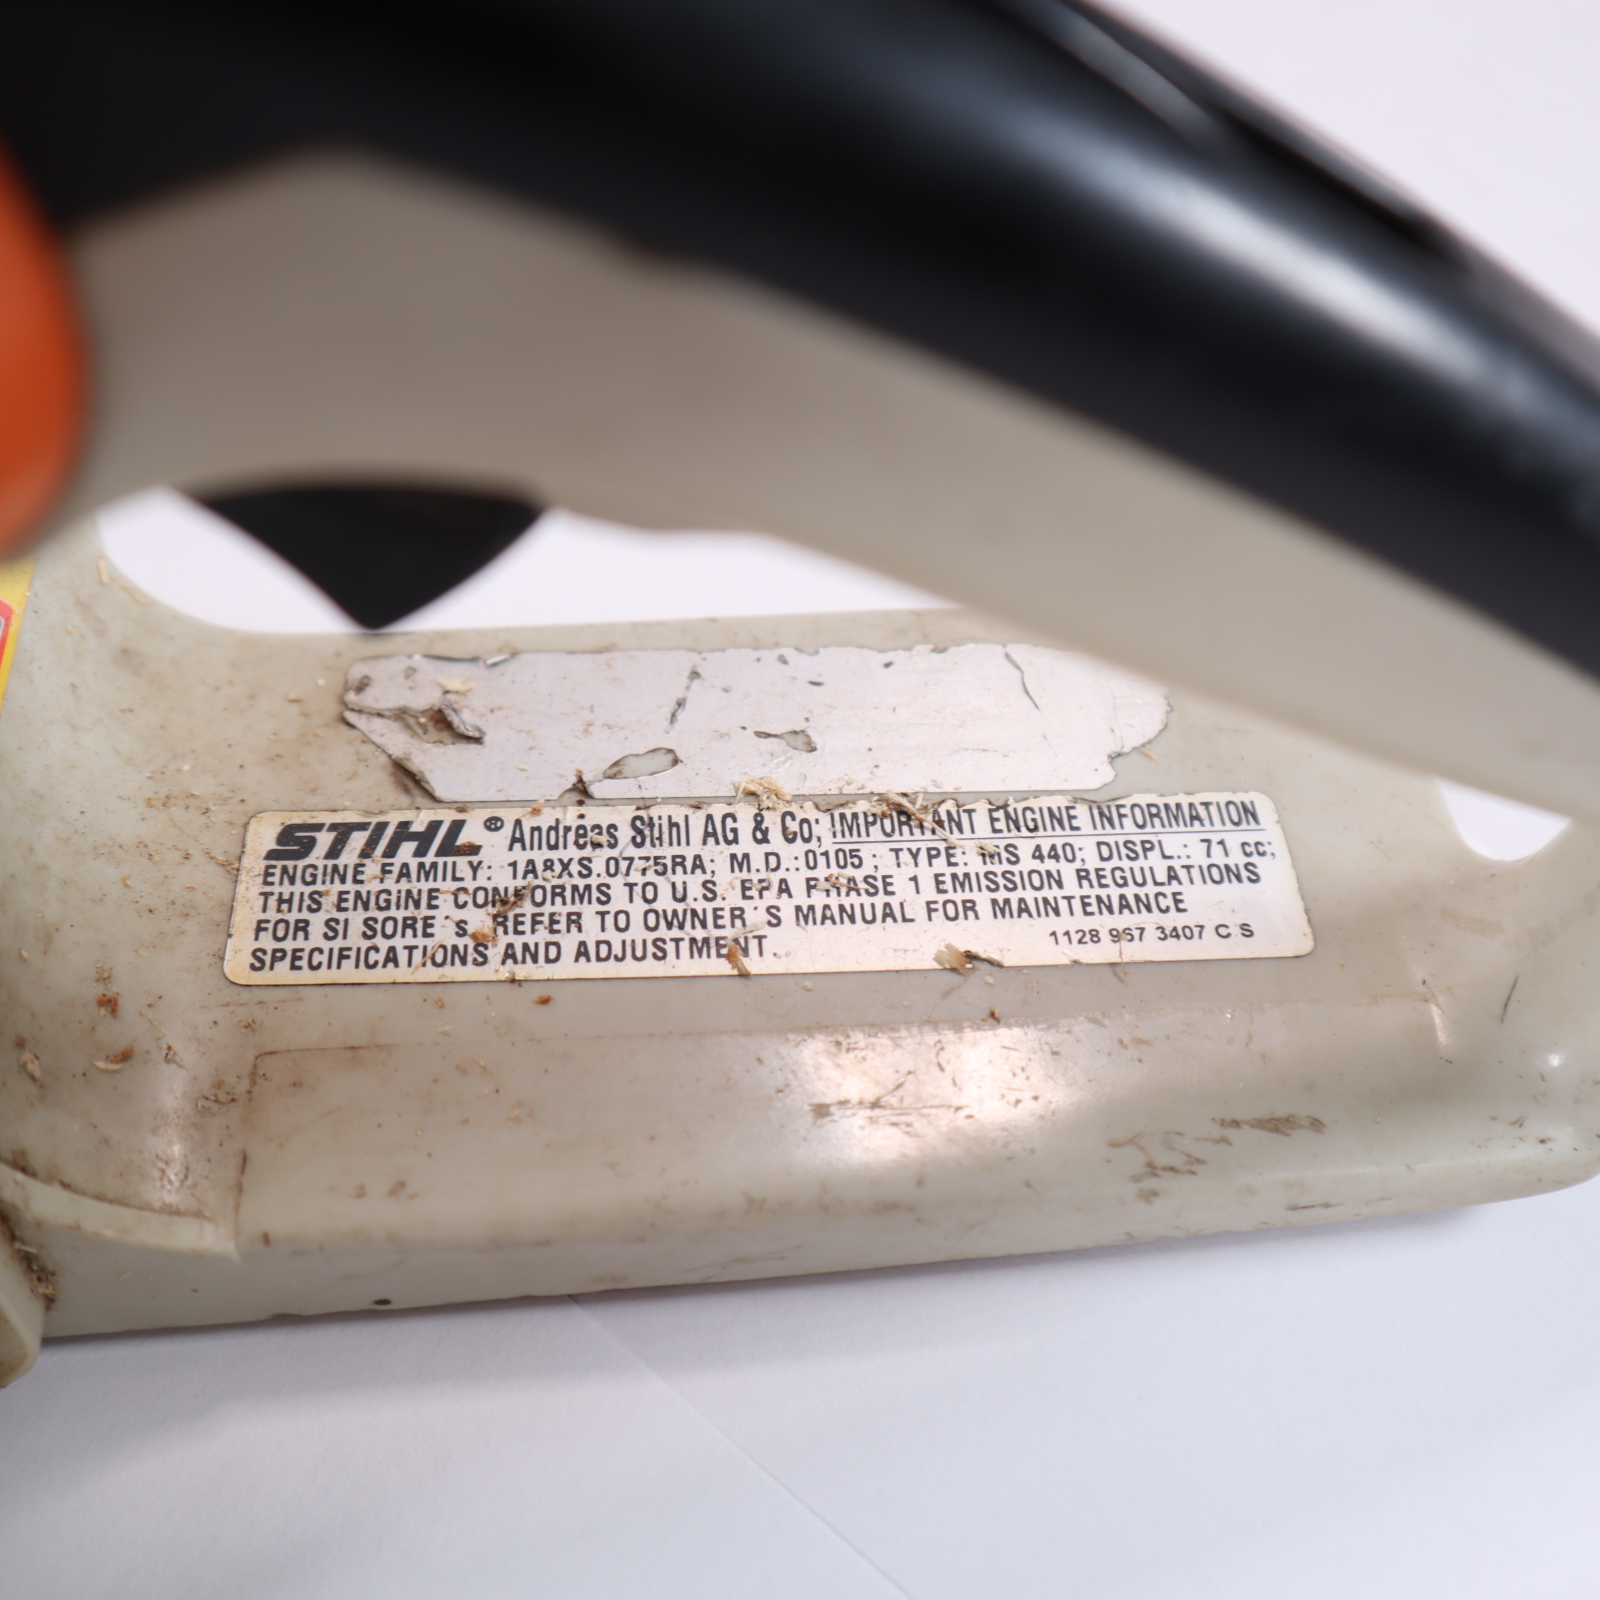 STIHL® Andreas Stihl AG & Co; IMPORTANT ENGINE INFORMATION
ENGINE FAMILY: 1A8XS.0775RA; M.D.:0105; TYPE: MS 440; DISPL.: 71 cc;
THIS ENGINE CONFORMS TO U.S. EPA PHASE 1 EMISSION REGULATIONS
FOR SI SORE's. REFER TO OWNER'S MANUAL FOR MAINTENANCE
SPECIFICATIONS AND ADJUSTMENT.
1128 967 3407 C S